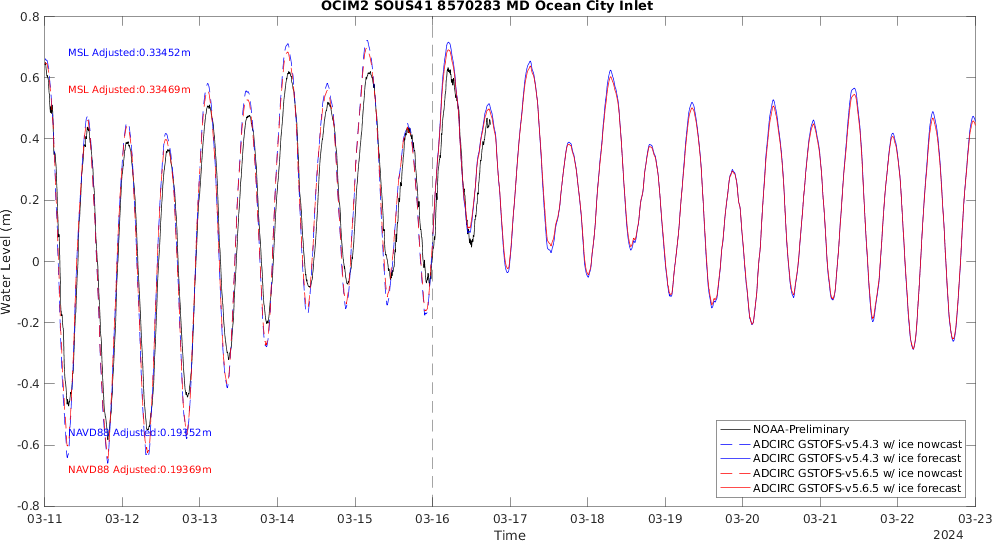 OCIM2 SOUS41 8570283 MD Ocean City Inlet
0.8
0.6
0.4
0.2
0
-0.2
-0.4
-0.6
-0.8
Water Level (m)
MSL Adjusted:0.33452m
MSL Adjusted:0.33469m
NAVD88 Adjusted:0.19352m
NAVD88 Adjusted:0.19369m
NOAA-Preliminary
ADCIRC GSTOFS-v5.4.3 w/ ice nowcast
ADCIRC GSTOFS-v5.4.3 w/ ice forecast
ADCIRC GSTOFS-v5.6.5 w/ ice nowcast
ADCIRC GSTOFS-v5.6.5 w/ ice forecast
03-11 03-12 03-13 03-14 03-15 03-16 03-17 03-18 03-19 03-20 03-21 03-22 03-23
Time
2024